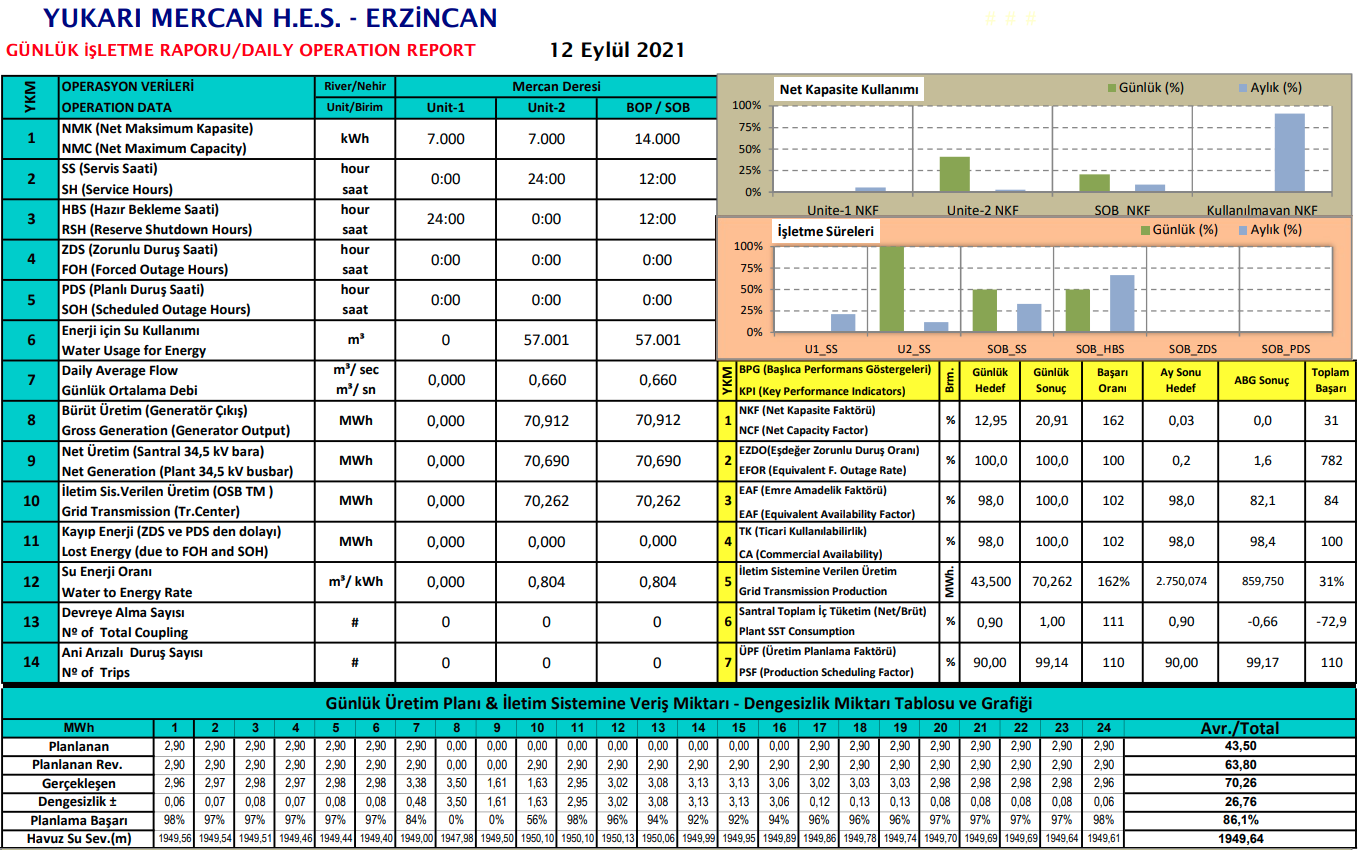 YUKARI MERCAN H.E.S. - ERZİNCAN
# # #
GÜNLÜK İŞLETME RAPORU/DAILY OPERATION REPORT 12 Eylül 2021
YKM
OPERASYON VERİLERİ River/Nehir Mercan Deresi
OPERATION DATA Unit/Birim Unit-1 Unit-2 BOP / SOB
1 NMK (Net Maksimum Kapasite) kWh 7.000 7.000 14.000
NMC (Net Maximum Capacity)
2 SS (Servis Saati) hour 0:00 24:00 12:00
SH (Service Hours) saat
3 HBS (Hazır Bekleme Saati) hour 24:00 0:00 12:00
RSH (Reserve Shutdown Hours) saat
4 ZDS (Zorunlu Duruş Saati) hour 0:00 0:00 0:00
FOH (Forced Outage Hours) saat
5 PDS (Planlı Duruş Saati) hour 0:00 0:00 0:00
SOH (Scheduled Outage Hours) saat
6 Enerji için Su Kullanımı m³ 0 57.001 57.001
Water Usage for Energy
7 Daily Average Flow m³/ sec 0,000 0,660 0,660
Günlük Ortalama Debi m³/ sn
8 Bürüt Üretim (Generatör Çıkış) MWh 0,000 70,912 70,912
Gross Generation (Generator Output)
9 Net Üretim (Santral 34,5 kV bara) MWh 0,000 70,690 70,690
Net Generation (Plant 34,5 kV busbar)
10 İletim Sis.Verilen Üretim (OSB TM ) MWh 0,000 70,262 70,262
Grid Transmission (Tr.Center)
11 Kayıp Enerji (ZDS ve PDS den dolayı) MWh 0,000 0,000 0,000
Lost Energy (due to FOH and SOH)
12 Su Enerji Oranı m³/ kWh 0,000 0,804 0,804
Water to Energy Rate
13 Devreye Alma Sayısı # 0 0 0
Nº of Total Coupling
14 Ani Arızalı Duruş Sayısı # 0 0 0
Nº of Trips
Net Kapasite Kullanımı Günlük (%) Aylık (%)
100%
75%
50%
25%
0%
Unite-1 NKF Unite-2 NKF SOB_NKF Kullanılmayan NKF
İşletme Süreleri Günlük (%) Aylık (%)
100%
75%
50%
25%
0%
U1_SS U2_SS SOB_SS SOB_HBS SOB_ZDS SOB_PDS
YKM BPG (Başlıca Performans Göstergeleri) Brm. Günlük Günlük Başarı Ay Sonu ABG Sonuç Toplam
KPI (Key Performance Indicators) Hedef Sonuç Oranı Hedef Başarı
1 NKF (Net Kapasite Faktörü) % 12,95 20,91 162 0,03 0,0 31
NCF (Net Capacity Factor)
2 EZDO(Eşdeğer Zorunlu Duruş Oranı) % 100,0 100,0 100 0,2 1,6 782
EFOR (Equivalent F. Outage Rate)
3 EAF (Emre Amadelik Faktörü) % 98,0 100,0 102 98,0 82,1 84
EAF (Equivalent Availability Factor)
4 TK (Ticari Kullanılabilirlik) % 98,0 100,0 102 98,0 98,4 100
CA (Commercial Availability)
5 İletim Sistemine Verilen Üretim MWh. 43,500 70,262 162% 2.750,074 859,750 31%
Grid Transmission Production
6 Santral Toplam İç Tüketim (Net/Brüt) % 0,90 1,00 111 0,90 -0,66 -72,9
Plant SST Consumption
7 ÜPF (Üretim Planlama Faktörü) % 90,00 99,14 110 90,00 99,17 110
PSF (Production Scheduling Factor)
Günlük Üretim Planı & İletim Sistemine Veriş Miktarı - Dengesizlik Miktarı Tablosu ve Grafiği
MWh 1 2 3 4 5 6 7 8 9 10 11 12 13 14 15 16 17 18 19 20 21 22 23 24 Avr./Total
Planlanan 2,90 2,90 2,90 2,90 2,90 2,90 2,90 0,00 0,00 0,00 0,00 0,00 0,00 0,00 0,00 0,00 2,90 2,90 2,90 2,90 2,90 2,90 2,90 2,90 43,50
Planlanan Rev. 2,90 2,90 2,90 2,90 2,90 2,90 2,90 0,00 0,00 2,90 2,90 2,90 2,90 2,90 2,90 2,90 2,90 2,90 2,90 2,90 2,90 2,90 2,90 2,90 63,80
Gerçekleşen 2,96 2,97 2,98 2,97 2,98 2,98 3,38 3,50 1,61 1,63 2,95 3,02 3,08 3,13 3,13 3,06 3,02 3,03 3,03 2,98 2,98 2,98 2,98 2,96 70,26
Dengesizlik ± 0,06 0,07 0,08 0,07 0,08 0,08 0,48 3,50 1,61 1,63 2,95 3,02 3,08 3,13 3,13 3,06 0,12 0,13 0,13 0,08 0,08 0,08 0,08 0,06 26,76
Planlama Başarı 98% 97% 97% 97% 97% 97% 84% 0% 0% 56% 98% 96% 94% 92% 92% 94% 96% 96% 96% 97% 97% 97% 97% 98% 86,1%
Havuz Su Sev.(m) 1949,56 1949,54 1949,51 1949,46 1949,44 1949,40 1949,00 1947,98 1949,50 1950,10 1950,10 1950,13 1950,06 1949,99 1949,95 1949,89 1949,86 1949,78 1949,74 1949,70 1949,69 1949,69 1949,64 1949,61 1949,64